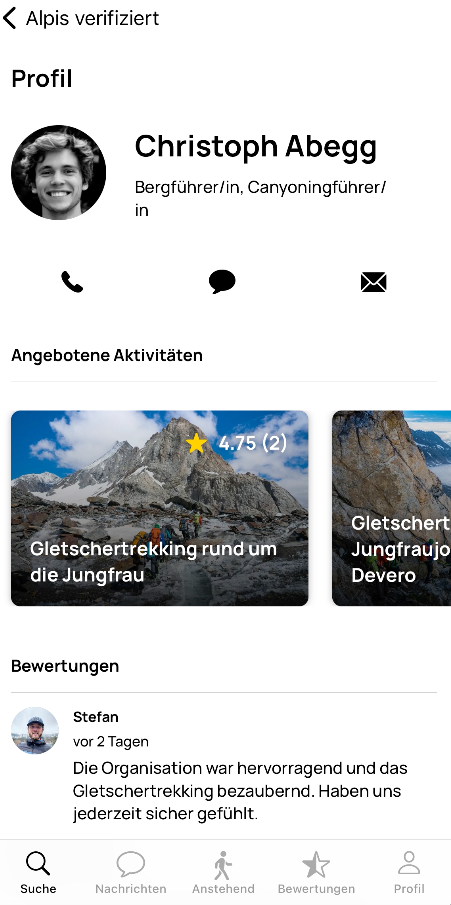 Alpis verifiziert
Profil
Christoph Abegg
Bergführer/in, Canyoningführer/
in
Angebotene Aktivitäten
4.75 (2)
Gletschertrekking rund um
die Jungfrau
Gletschert
Jungfraujo
Devero
Bewertungen
Stefan
vor 2 Tagen
Die Organisation war hervorragend und das
Gletschertrekking bezaubernd. Haben uns
jederzeit sicher gefühlt.
Suche
Nachrichten
Anstehend
Bewertungen
Profil